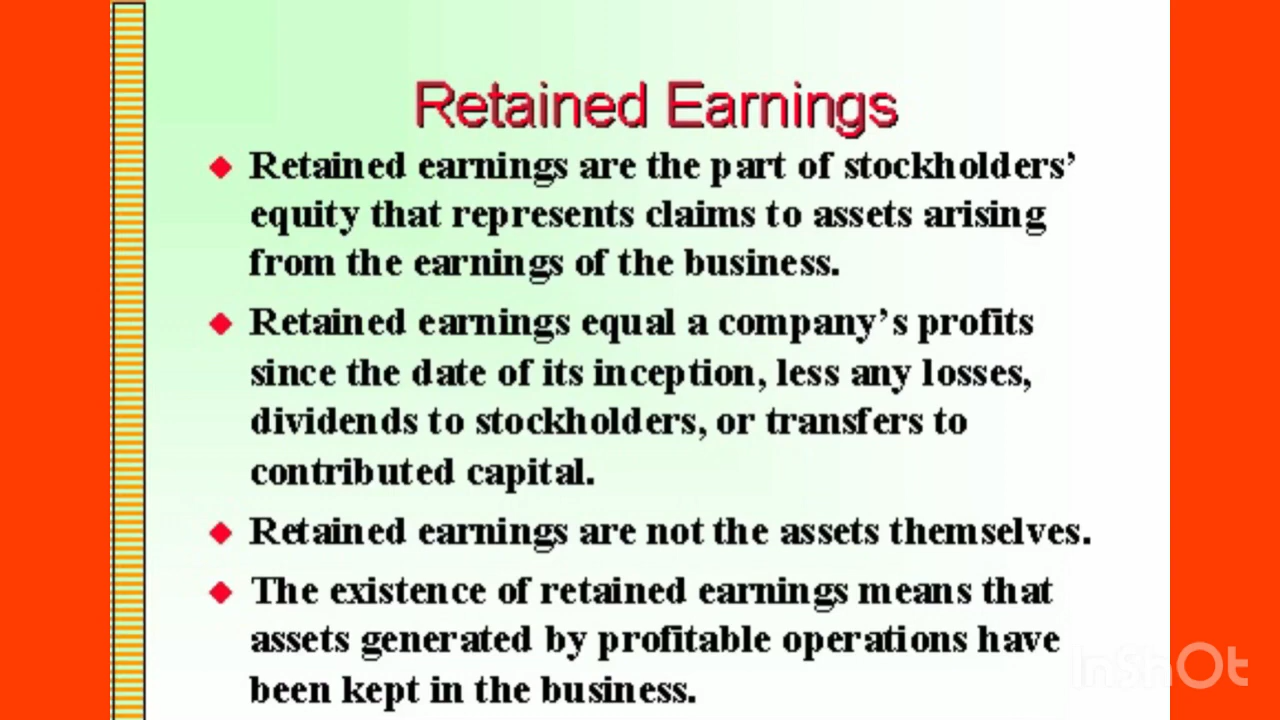 Retained Earnings
Retained earnings are the part of stockholders’
equity that represents claims to assets arising
from the earnings of the business.
Retained earnings equal a company’s profits
since the date of its inception, less any losses,
dividends to stockholders, or transfers to
contributed capital.
Retained earnings are not the assets themselves.
The existence of retained earnings means that
assets generated by profitable operations have
been kept in the business.
InShOt